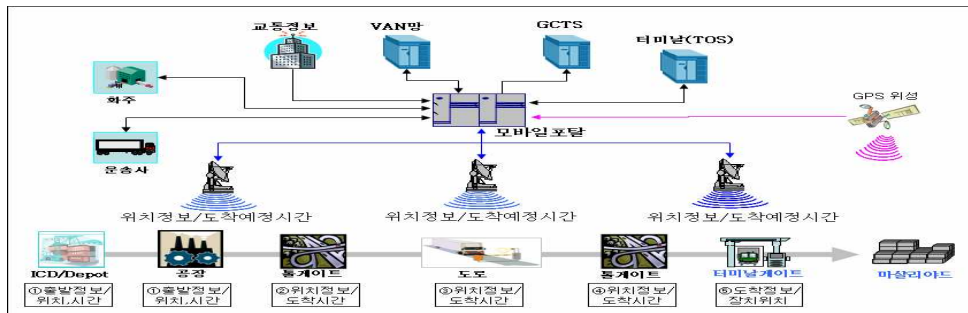 교통정보
VAN망
GCTS
터미날(TOS)
화주
GPS 위성
모바일포탈
운송사
위치정보/도착예정시간
위치정보/도착예정시간
위치정보/도착예정시간
ICD/Depot
공장
톨게이트
도로
톨게이트
터미날게이트
마샬리야드
①출발정보/
위치,시간
①출발정보/
위치,시간
②위치정보/
도착시간
③위치정보/
도착시간
④위치정보/
도착시간
⑤도착정보/
장치위치